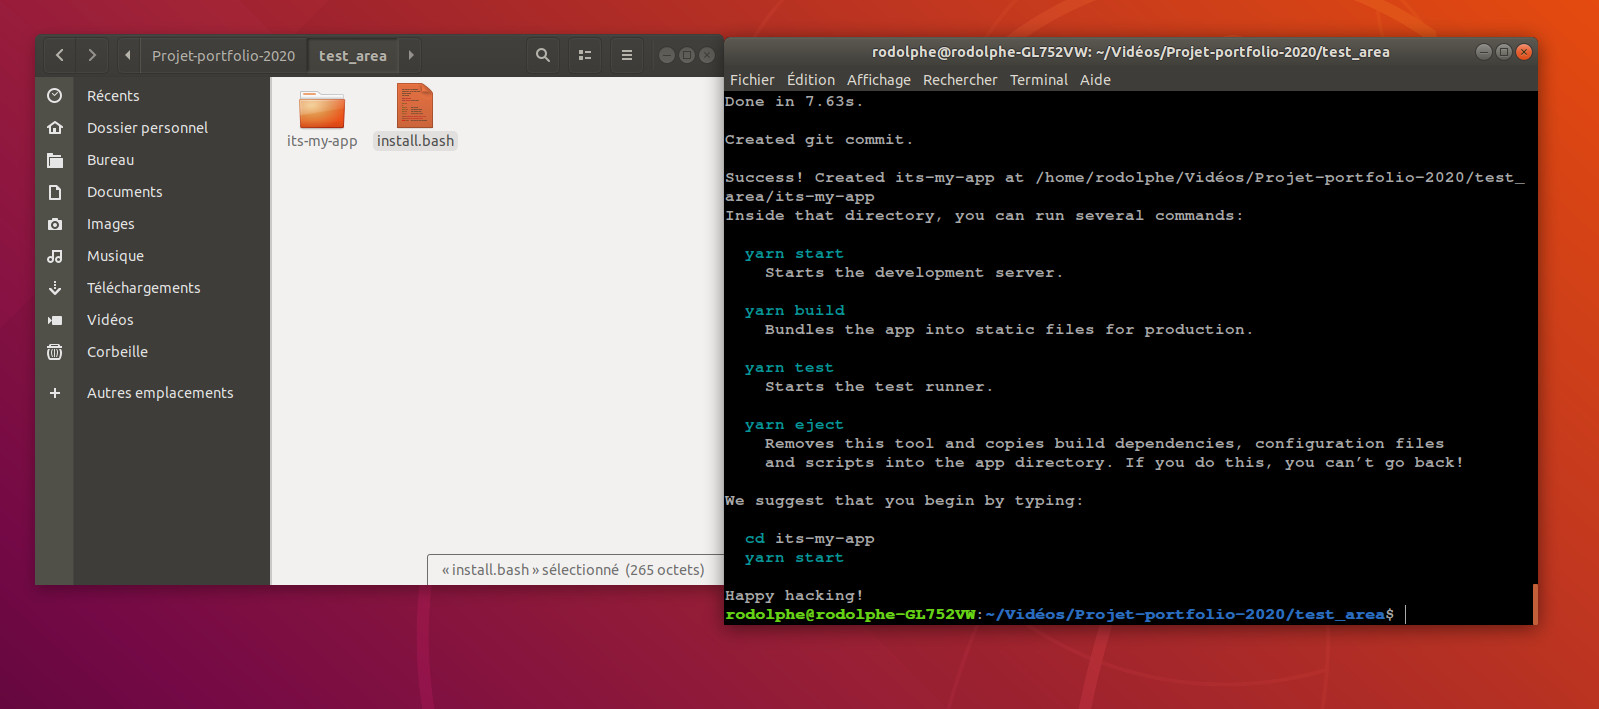 Projet-portfolio-2020 test_area
Récents
Dossier personnel
Bureau
Documents
Images
Musique
Téléchargements
Vidéos
Corbeille
Autres emplacements
its-my-app
install.bash
« install.bash » sélectionné (265 octets)
rodolphe@rodolphe-GL752VW: ~/Vidéos/Projet-portfolio-2020/test_area
Fichier Édition Affichage Rechercher Terminal Aide
Done in 7.63s.
Created git commit.
Success! Created its-my-app at /home/rodolphe/Vidéos/Projet-portfolio-2020/test_
area/its-my-app
Inside that directory, you can run several commands:
yarn start
Starts the development server.
yarn build
Bundles the app into static files for production.
yarn test
Starts the test runner.
yarn eject
Removes this tool and copies build dependencies, configuration files
and scripts into the app directory. If you do this, you can’t go back!
We suggest that you begin by typing:
cd its-my-app
yarn start
Happy hacking!
rodolphe@rodolphe-GL752VW:~/Vidéos/Projet-portfolio-2020/test_area$